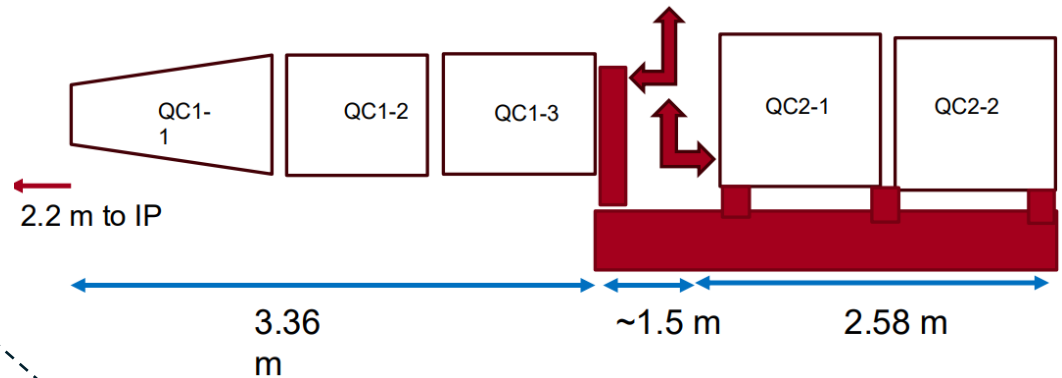 QC1-
1
QC1-2
QC1-3
QC2-1
QC2-2
2.2 m to IP
3.36
m
~1.5 m
2.58 m